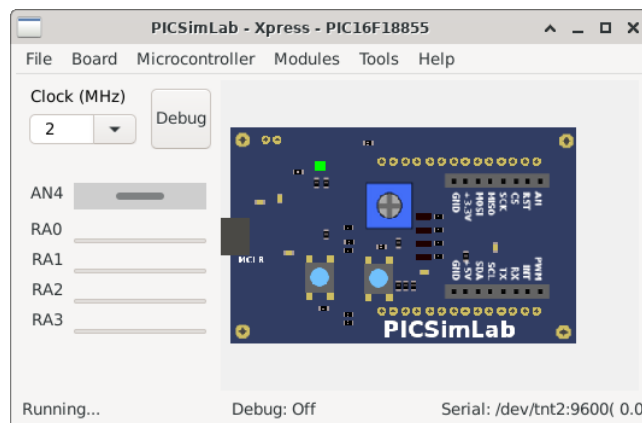 PICSimLab - Xpress - PIC16F18855
File Board Microcontroller Modules Tools Help
Clock (MHz)
2
Debug
AN4
RA0
RA1
RA2
RA3
GND +3.3V MOSI MISO SCK CS RST AN
MCLR
GND +5V SDA SCL TX RX INT PWM
PICSimLab
Running...
Debug: Off
Serial: /dev/tnt2:9600( 0.0